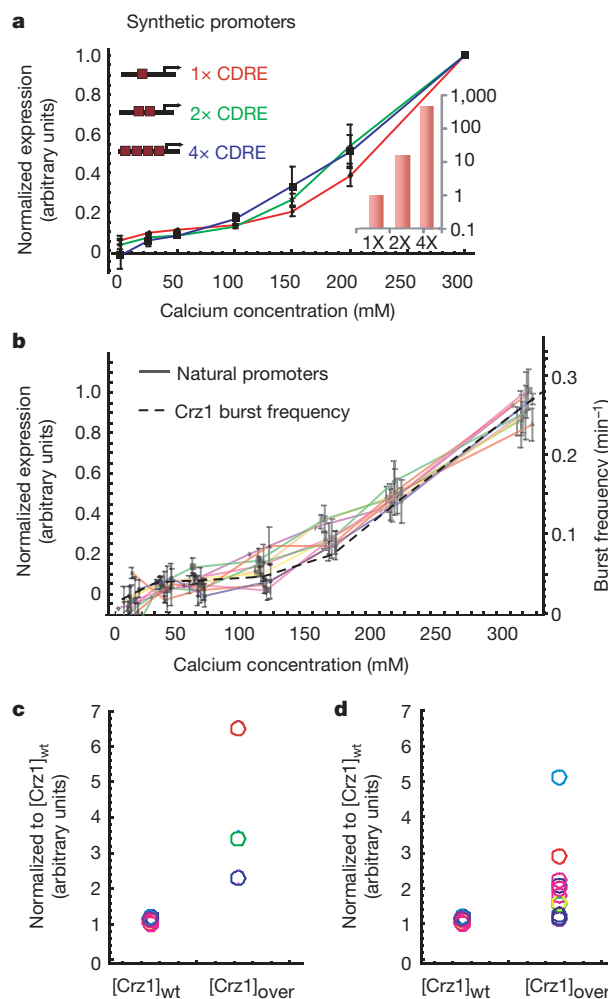 a Synthetic promoters
Normalized expression
(arbitrary units)
1.0
0.8
0.6
0.4
0.2
0
1× CDRE
2× CDRE
4× CDRE
1,000
100
10
1
0.1
1X 2X 4X
0 50 100 150 200 250 300
Calcium concentration (mM)
b
Natural promoters
Crz1 burst frequency
Normalized expression
(arbitrary units)
1.0
0.8
0.6
0.4
0.2
0
0.3
0.2
0.1
0
Burst frequency (min⁻¹)
0 50 100 150 200 250 300
Calcium concentration (mM)
c
Normalized to [Crz1]wt
(arbitrary units)
7
6
5
4
3
2
1
0
[Crz1]wt [Crz1]over
d
Normalized to [Crz1]wt
(arbitrary units)
7
6
5
4
3
2
1
0
[Crz1]wt [Crz1]over